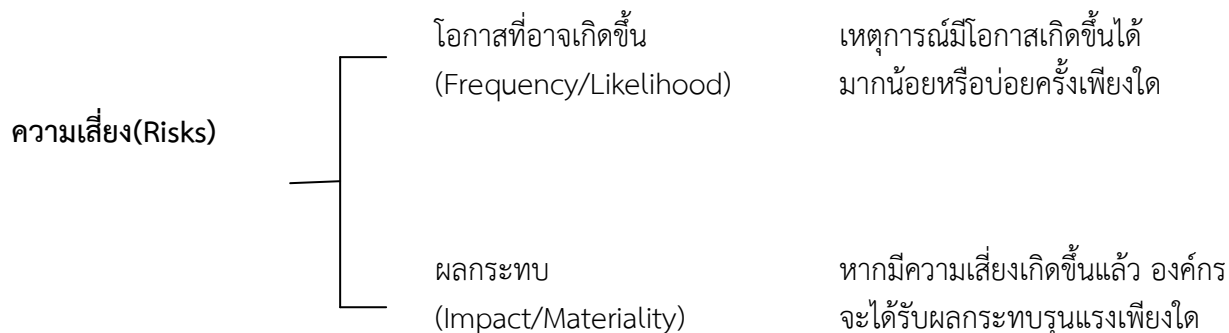 โอกาสที่อาจเกิดขึ้น เหตุการณ์มีโอกาสเกิดขึ้นได้
(Frequency/Likelihood) มากน้อยหรือบ่อยครั้งเพียงใด
ความเสี่ยง(Risks)
ผลกระทบ หากมีความเสี่ยงเกิดขึ้นแล้ว องค์กร
(Impact/Materiality) จะได้รับผลกระทบรุนแรงเพียงใด